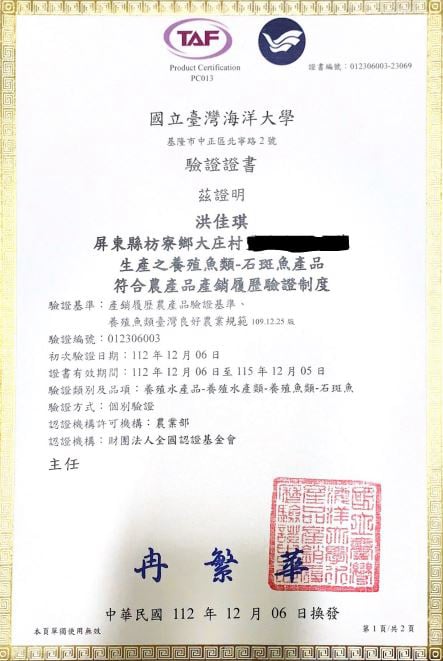 TAF
Product Certification
PC013
證書編號：012306003-23069
國立臺灣海洋大學
基隆市中正區北寧路2號
驗證證書
茲證明
洪佳琪
屏東縣枋寮鄉大庄村
生產之養殖魚類-石斑魚產品
符合農產品產銷履歷驗證制度
驗證基準：產銷履歷農產品驗證基準、
養殖魚類臺灣良好農業規範 109.12.25 版
驗證編號：012306003
初次驗證日期：112 年 12 月 06 日
證書有效期間：112 年 12 月 06 日至 115 年 12 月 05 日
驗證類別及品項：養殖水產品-養殖水產類-養殖魚類-石斑魚
驗證方式：個別驗證
認證機構許可機關：農業部
認證機構：財團法人全國認證基金會
主任
冉繁華
中華民國 112 年 12 月 06 日換發
本頁單獨使用無效
第 1 頁/共 2 頁